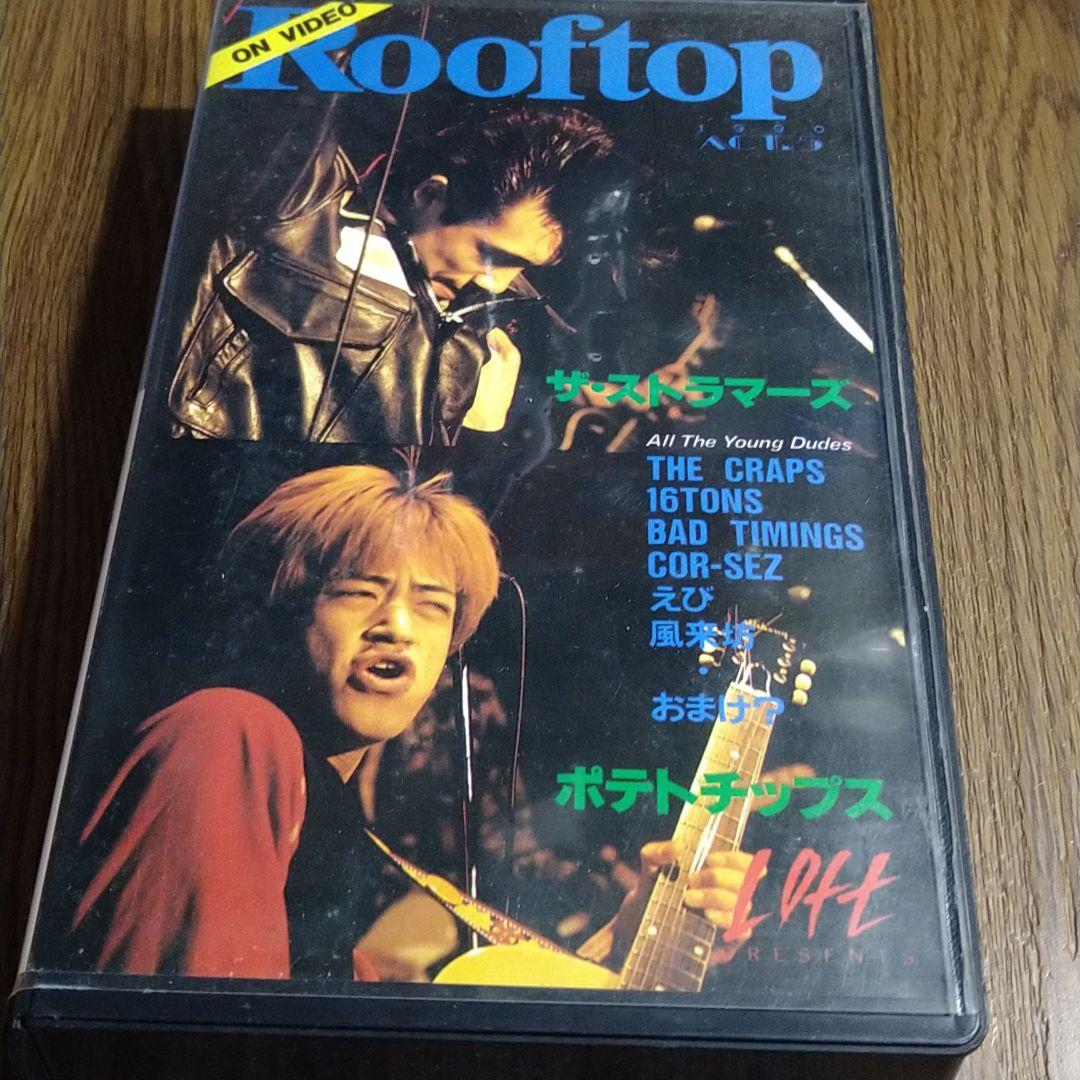 ON VIDEO
Rooftop
1990
ACT.5
ザ・ストラマーズ
All The Young Dudes
THE CRAPS
16TONS
BAD TIMINGS
COR-SEZ
えび
風来坊
・
おまけ?
ポテトチップス
LOft
PRESENTS